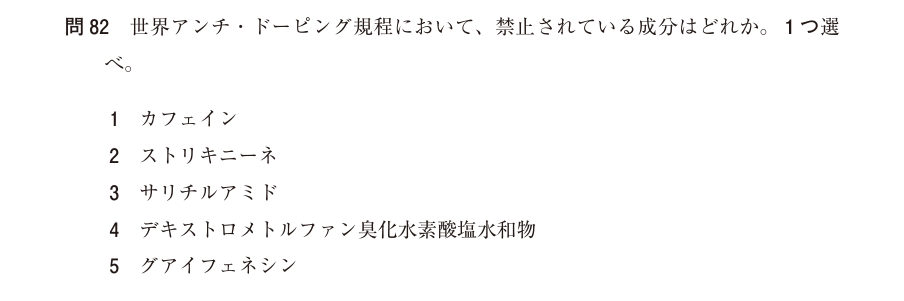 問 82 世界アンチ・ドーピング規程において、禁止されている成分はどれか。1つ選
べ。
1 カフェイン
2 ストリキニーネ
3 サリチルアミド
4 デキストロメトルファン臭化水素酸塩水和物
5 グアイフェネシン